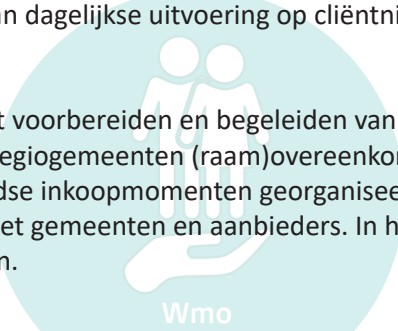 n dagelijkse uitvoering op cliëntni
t voorbereiden en begeleiden van
egiogemeenten (raam)overeenkor
dse inkoopmomenten georganisee
et gemeenten en aanbieders. In h
n.
Wmo